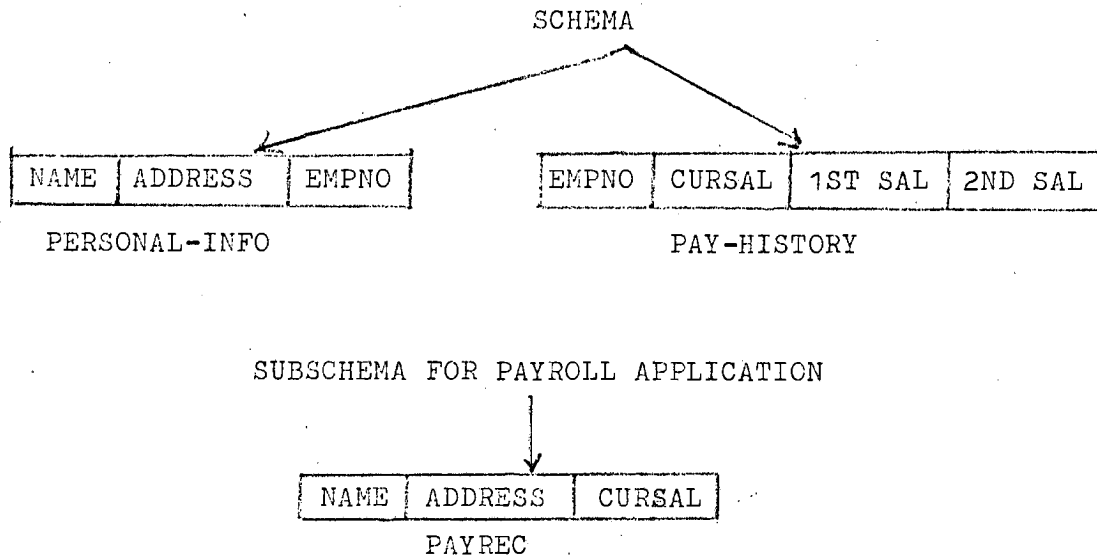 SCHEMA
NAME ADDRESS EMPNO
EMPNO CURSAL 1ST SAL 2ND SAL
PERSONAL-INFO
PAY-HISTORY
SUBSCHEMA FOR PAYROLL APPLICATION
NAME ADDRESS CURSAL
PAYREC